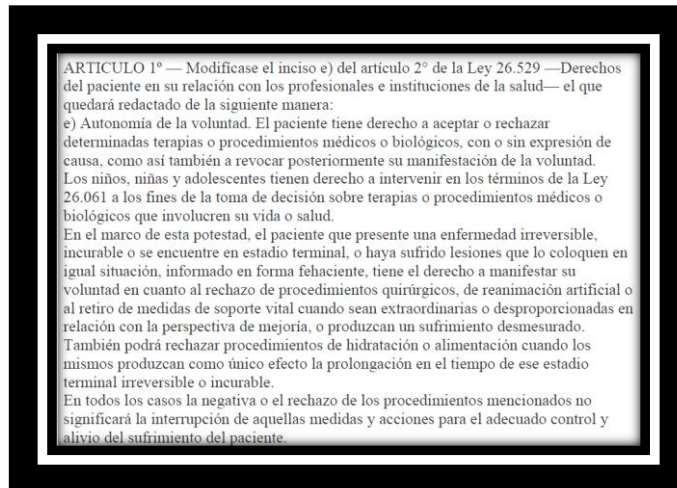 ARTICULO 1º — Modifícase el inciso e) del artículo 2° de la Ley 26.529 —Derechos
del paciente en su relación con los profesionales e instituciones de la salud— el que
quedará redactado de la siguiente manera:
e) Autonomía de la voluntad. El paciente tiene derecho a aceptar o rechazar
determinadas terapias o procedimientos médicos o biológicos, con o sin expresión de
causa, como así también a revocar posteriormente su manifestación de la voluntad.
Los niños, niñas y adolescentes tienen derecho a intervenir en los términos de la Ley
26.061 a los fines de la toma de decisión sobre terapias o procedimientos médicos o
biológicos que involucren su vida o salud.
En el marco de esta potestad, el paciente que presente una enfermedad irreversible,
incurable o se encuentre en estadio terminal, o haya sufrido lesiones que lo coloquen en
igual situación, informado en forma fehaciente, tiene el derecho a manifestar su
voluntad en cuanto al rechazo de procedimientos quirúrgicos, de reanimación artificial o
al retiro de medidas de soporte vital cuando sean extraordinarias o desproporcionadas en
relación con la perspectiva de mejoría, o produzcan un sufrimiento desmesurado.
También podrá rechazar procedimientos de hidratación o alimentación cuando los
mismos produzcan como único efecto la prolongación en el tiempo de ese estadio
terminal irreversible o incurable.
En todos los casos la negativa o el rechazo de los procedimientos mencionados no
significará la interrupción de aquellas medidas y acciones para el adecuado control y
alivio del sufrimiento del paciente.